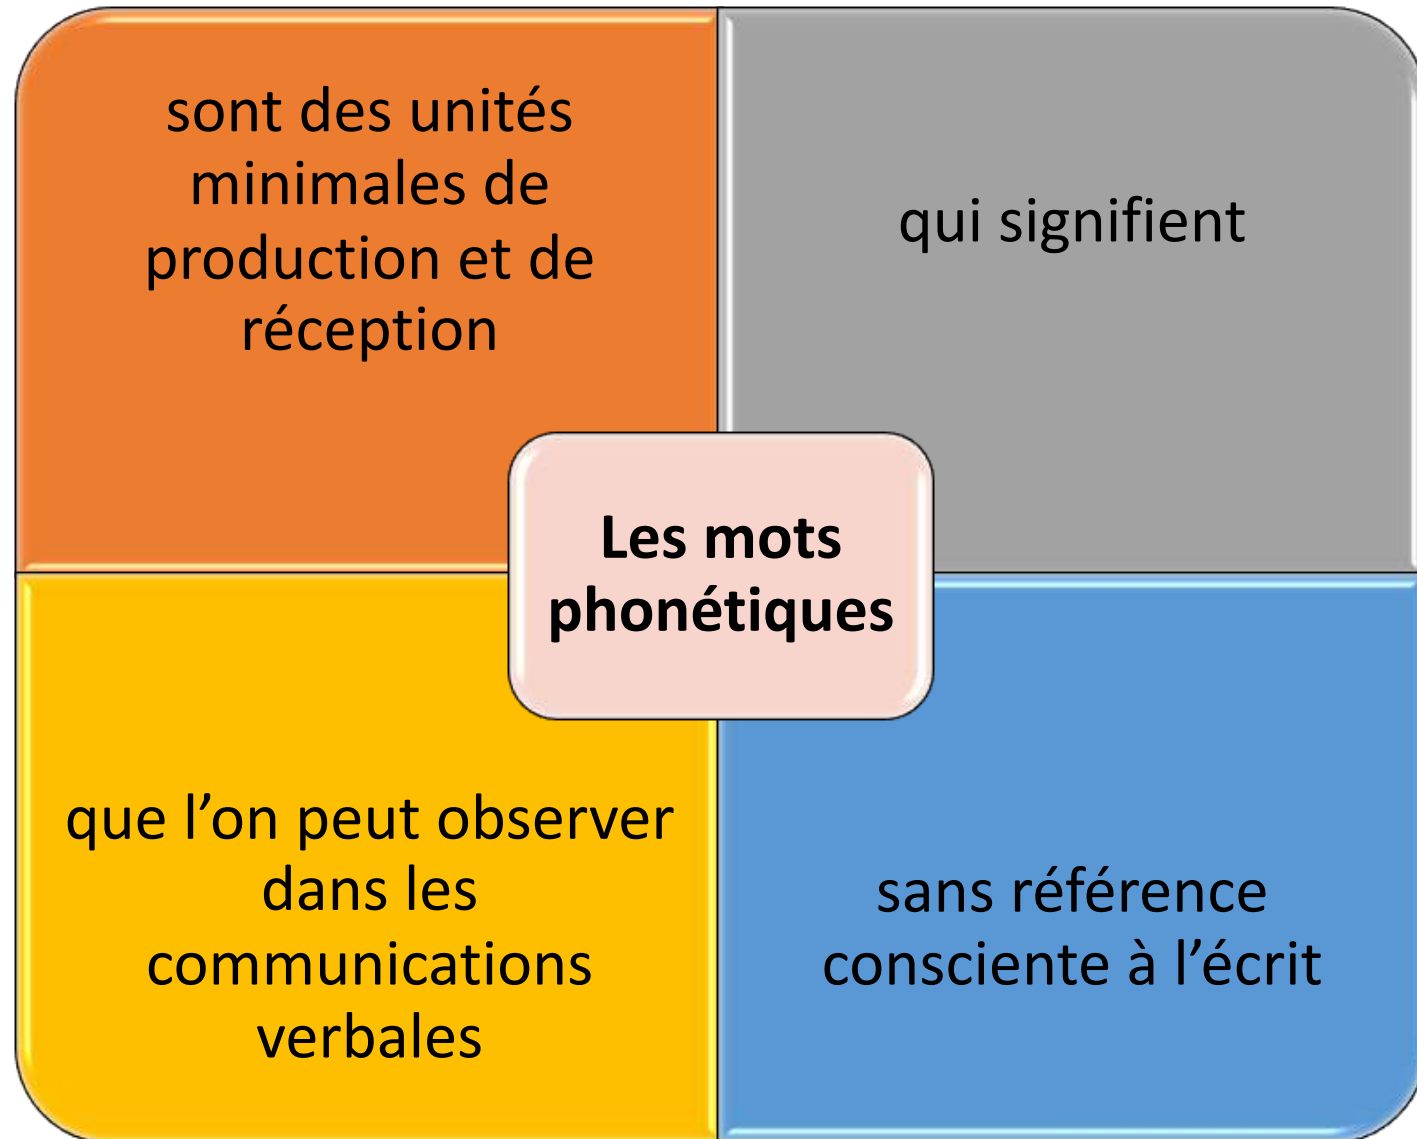 sont des unités
minimales de
production et de
réception
qui signifient
Les mots
phonétiques
que l’on peut observer
dans les
communications
verbales
sans référence
consciente à l’écrit